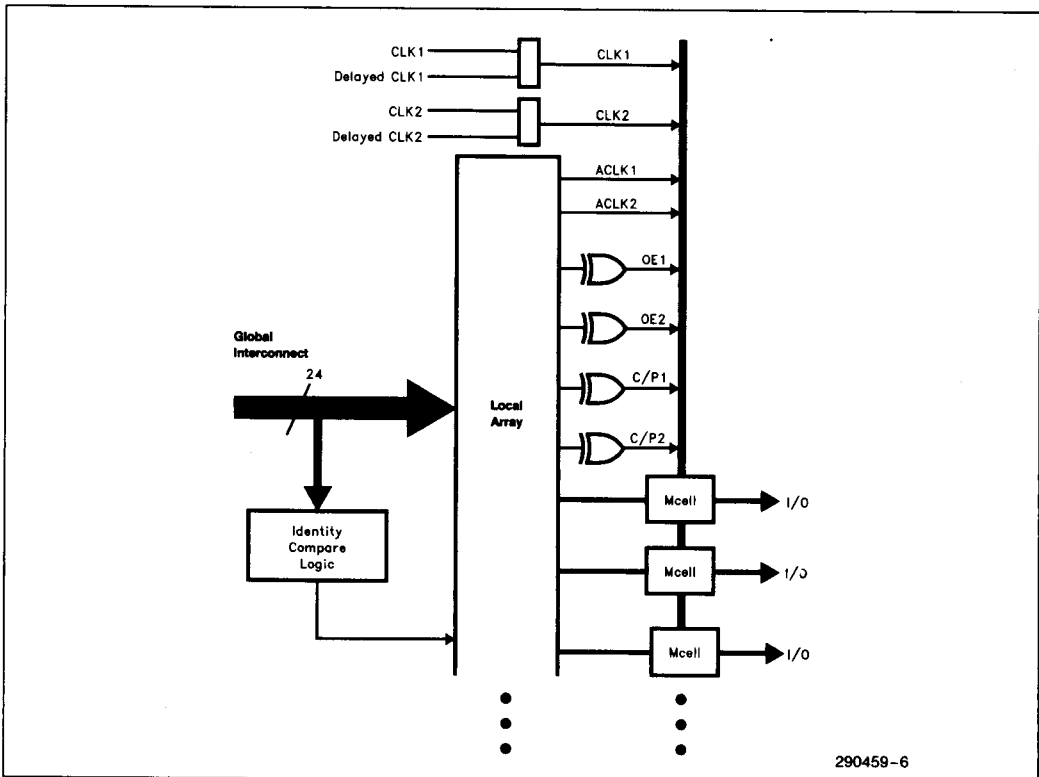 CLK1
CLK1
Delayed CLK1
CLK2
CLK2
Delayed CLK2
ACLK1
ACLK2
OE1
Global
Interconnect
OE2
24
C/P1
Local
Array
C/P2
Mcell
I/O
Identity
Compare
Logic
Mcell
I/O
Mcell
I/O
290459-6